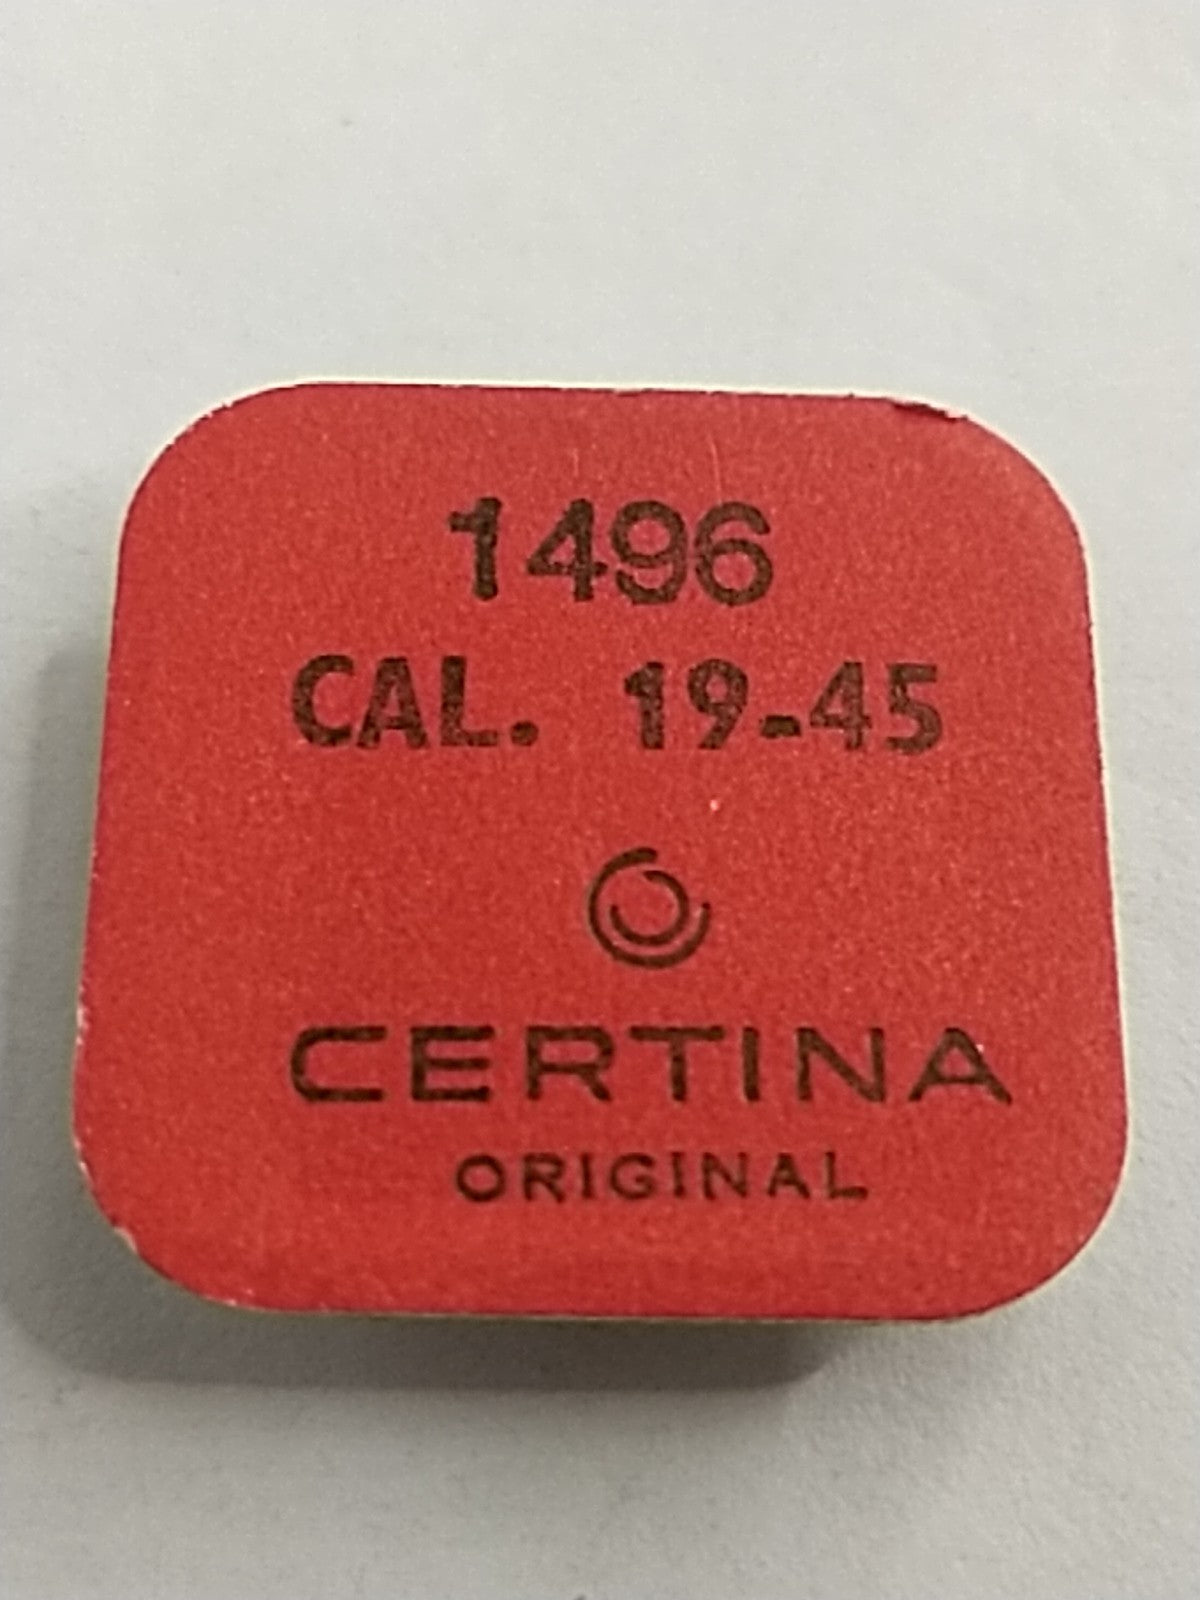 1496
CAL. 19-45
CERTINA
ORIGINAL